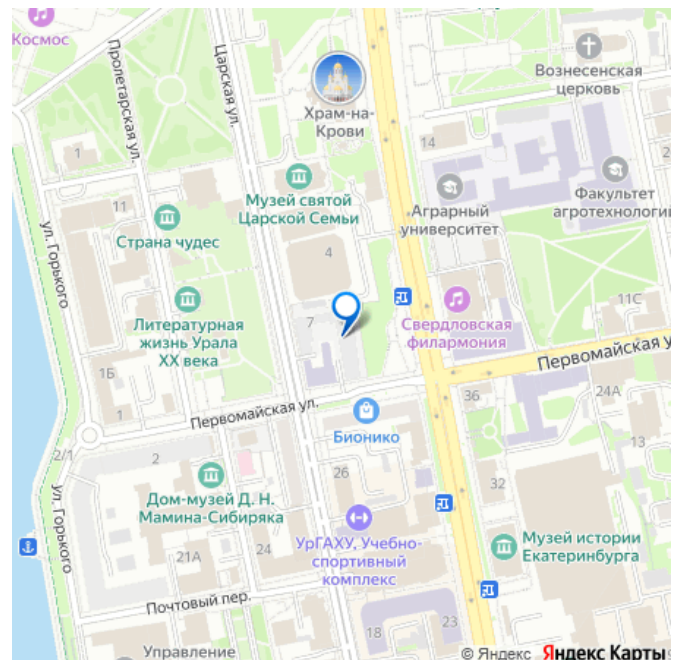 Космос
Пролетарская ул.
Царская ул.
Храм-на-
Крови
Вознесенская
церковь
14
1
2
11
Музей святой
Царской Семьи
Аграрный
университет
Факультет
агротехнологи
ул. Горького
Страна чудес
4
7
Литературная
жизнь Урала
XX века
Свердловская
филармония
11С
1Б
1
Первомайская у
Первомайская ул.
36
24А
Бионико
2/1
2
26
13
Дом-музей Д. Н.
Мамина-Сибиряка
32
ул. Горького
21А
24
УрГАХУ, Учебно-
спортивный
комплекс
Музей истории
Екатеринбурга
Почтовый пер.
18
23
Управление
© Яндекс Яндекс Карты